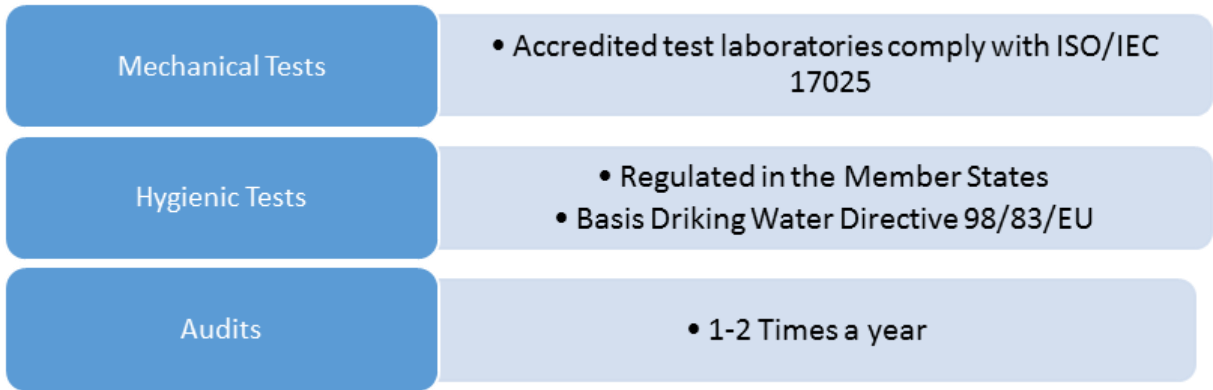 Mechanical Tests
• Accredited test laboratories comply with ISO/IEC
17025
Hygienic Tests
• Regulated in the Member States
• Basis Driking Water Directive 98/83/EU
Audits
• 1-2 Times a year